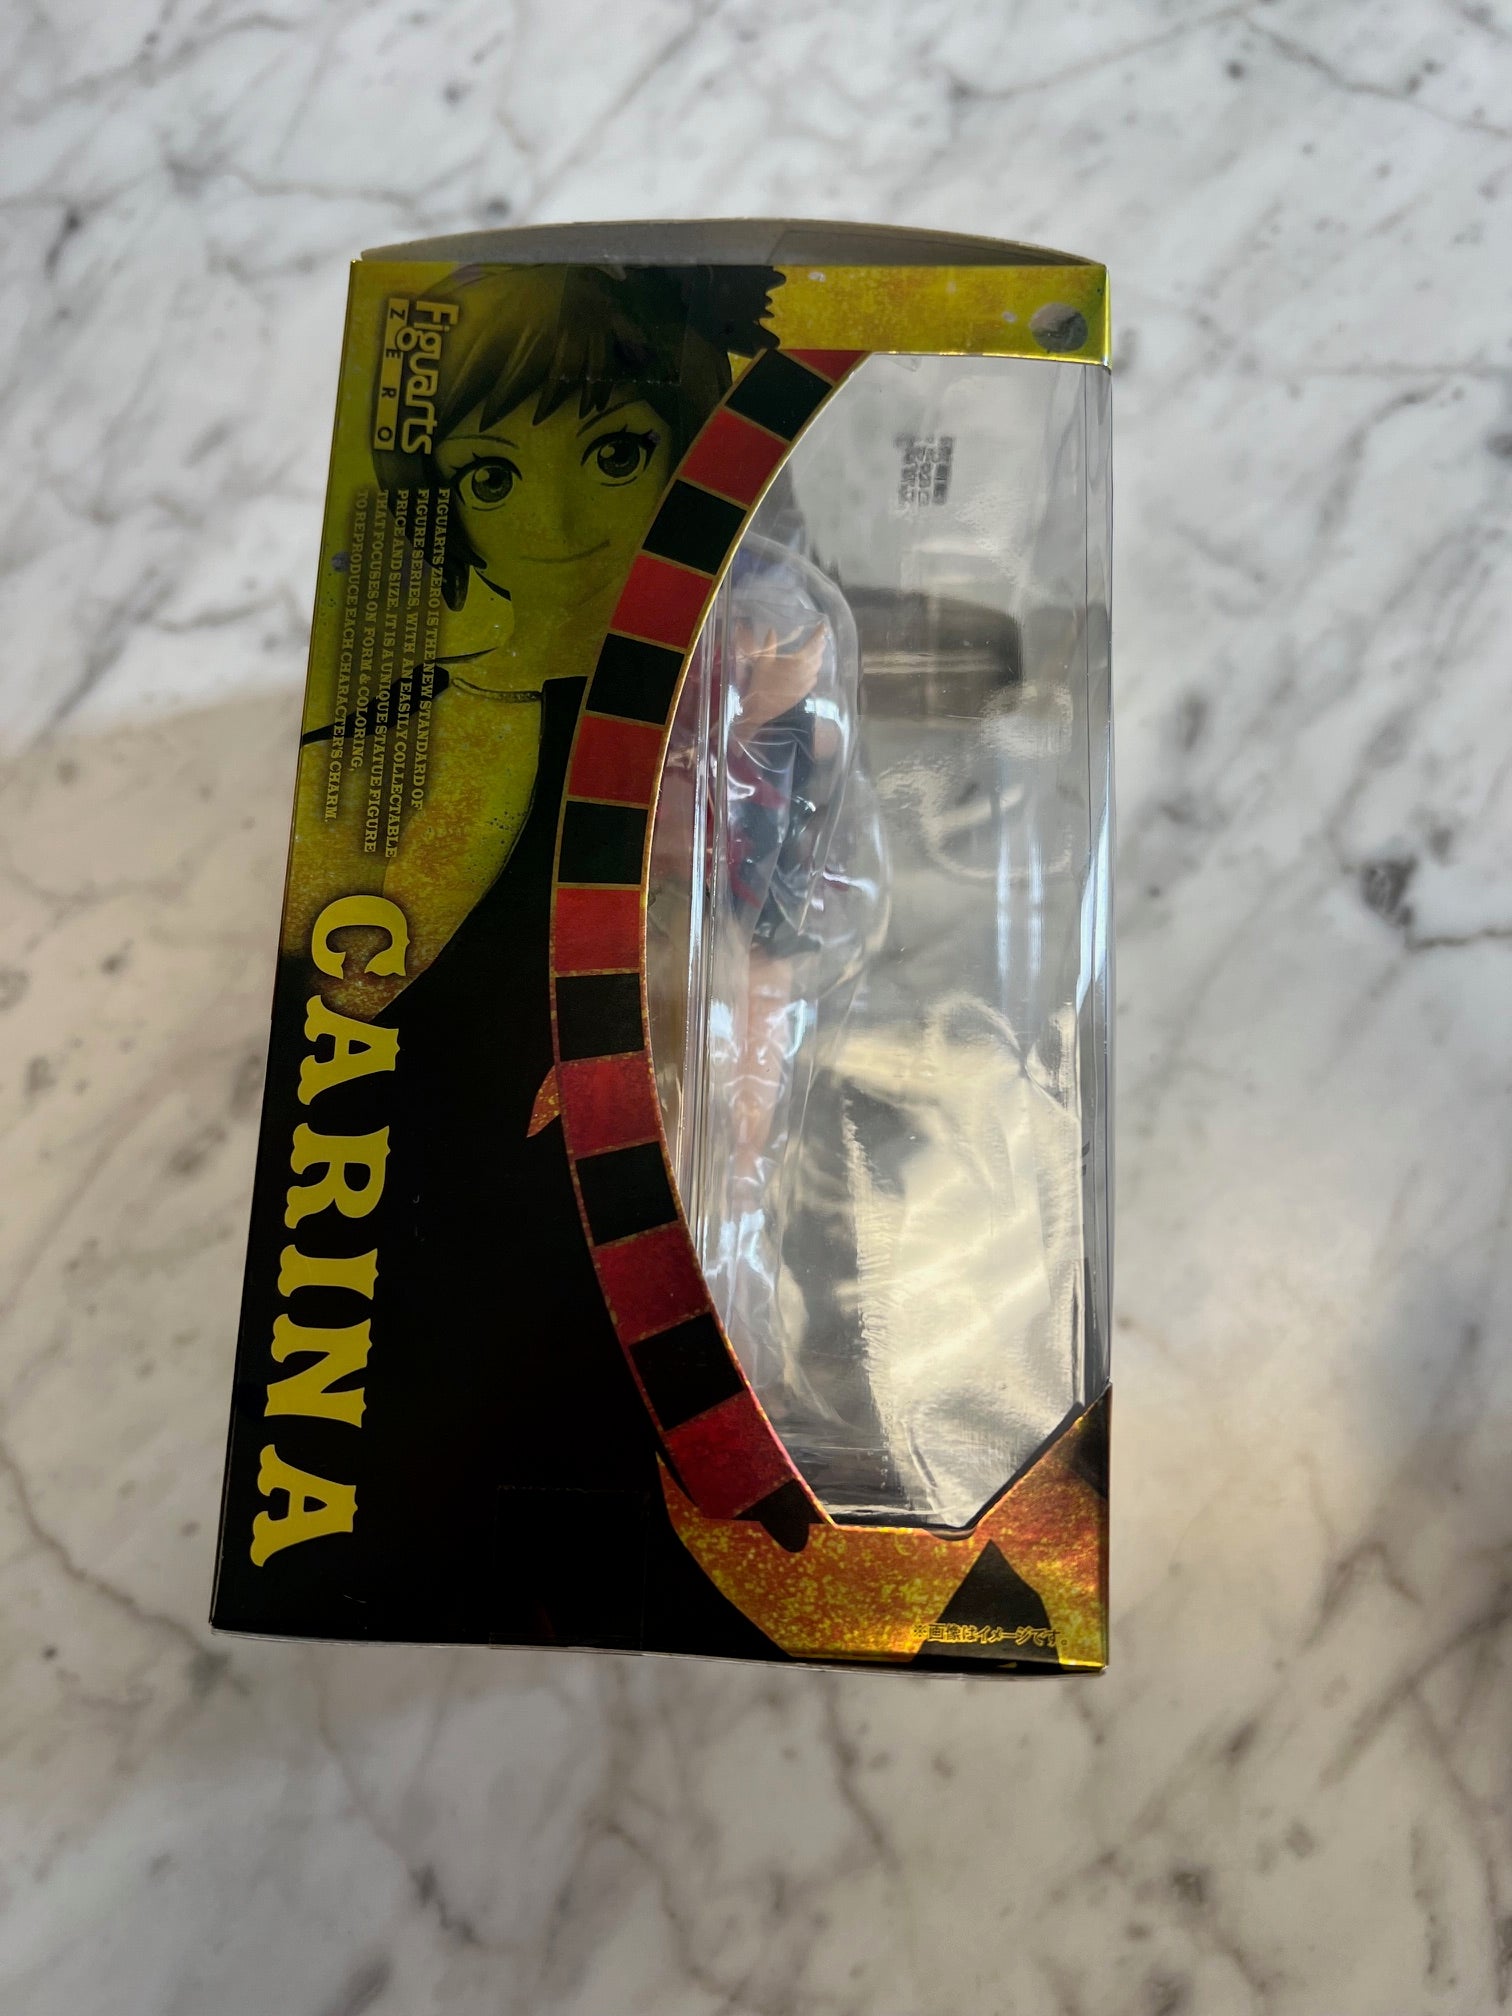 Figuarts
ZERO
FIGUARTS ZERO IS THE NEW STANDARD OF
FIGURE SERIES, WITH AN EASILY COLLECTABLE
PRICE AND SIZE. IT IS A UNIQUE STATUE FIGURE
THAT FOCUSES ON FORM & COLORING,
TO REPRODUCE EACH CHARACTER'S CHARM
CARINA
※画像はイメージです。